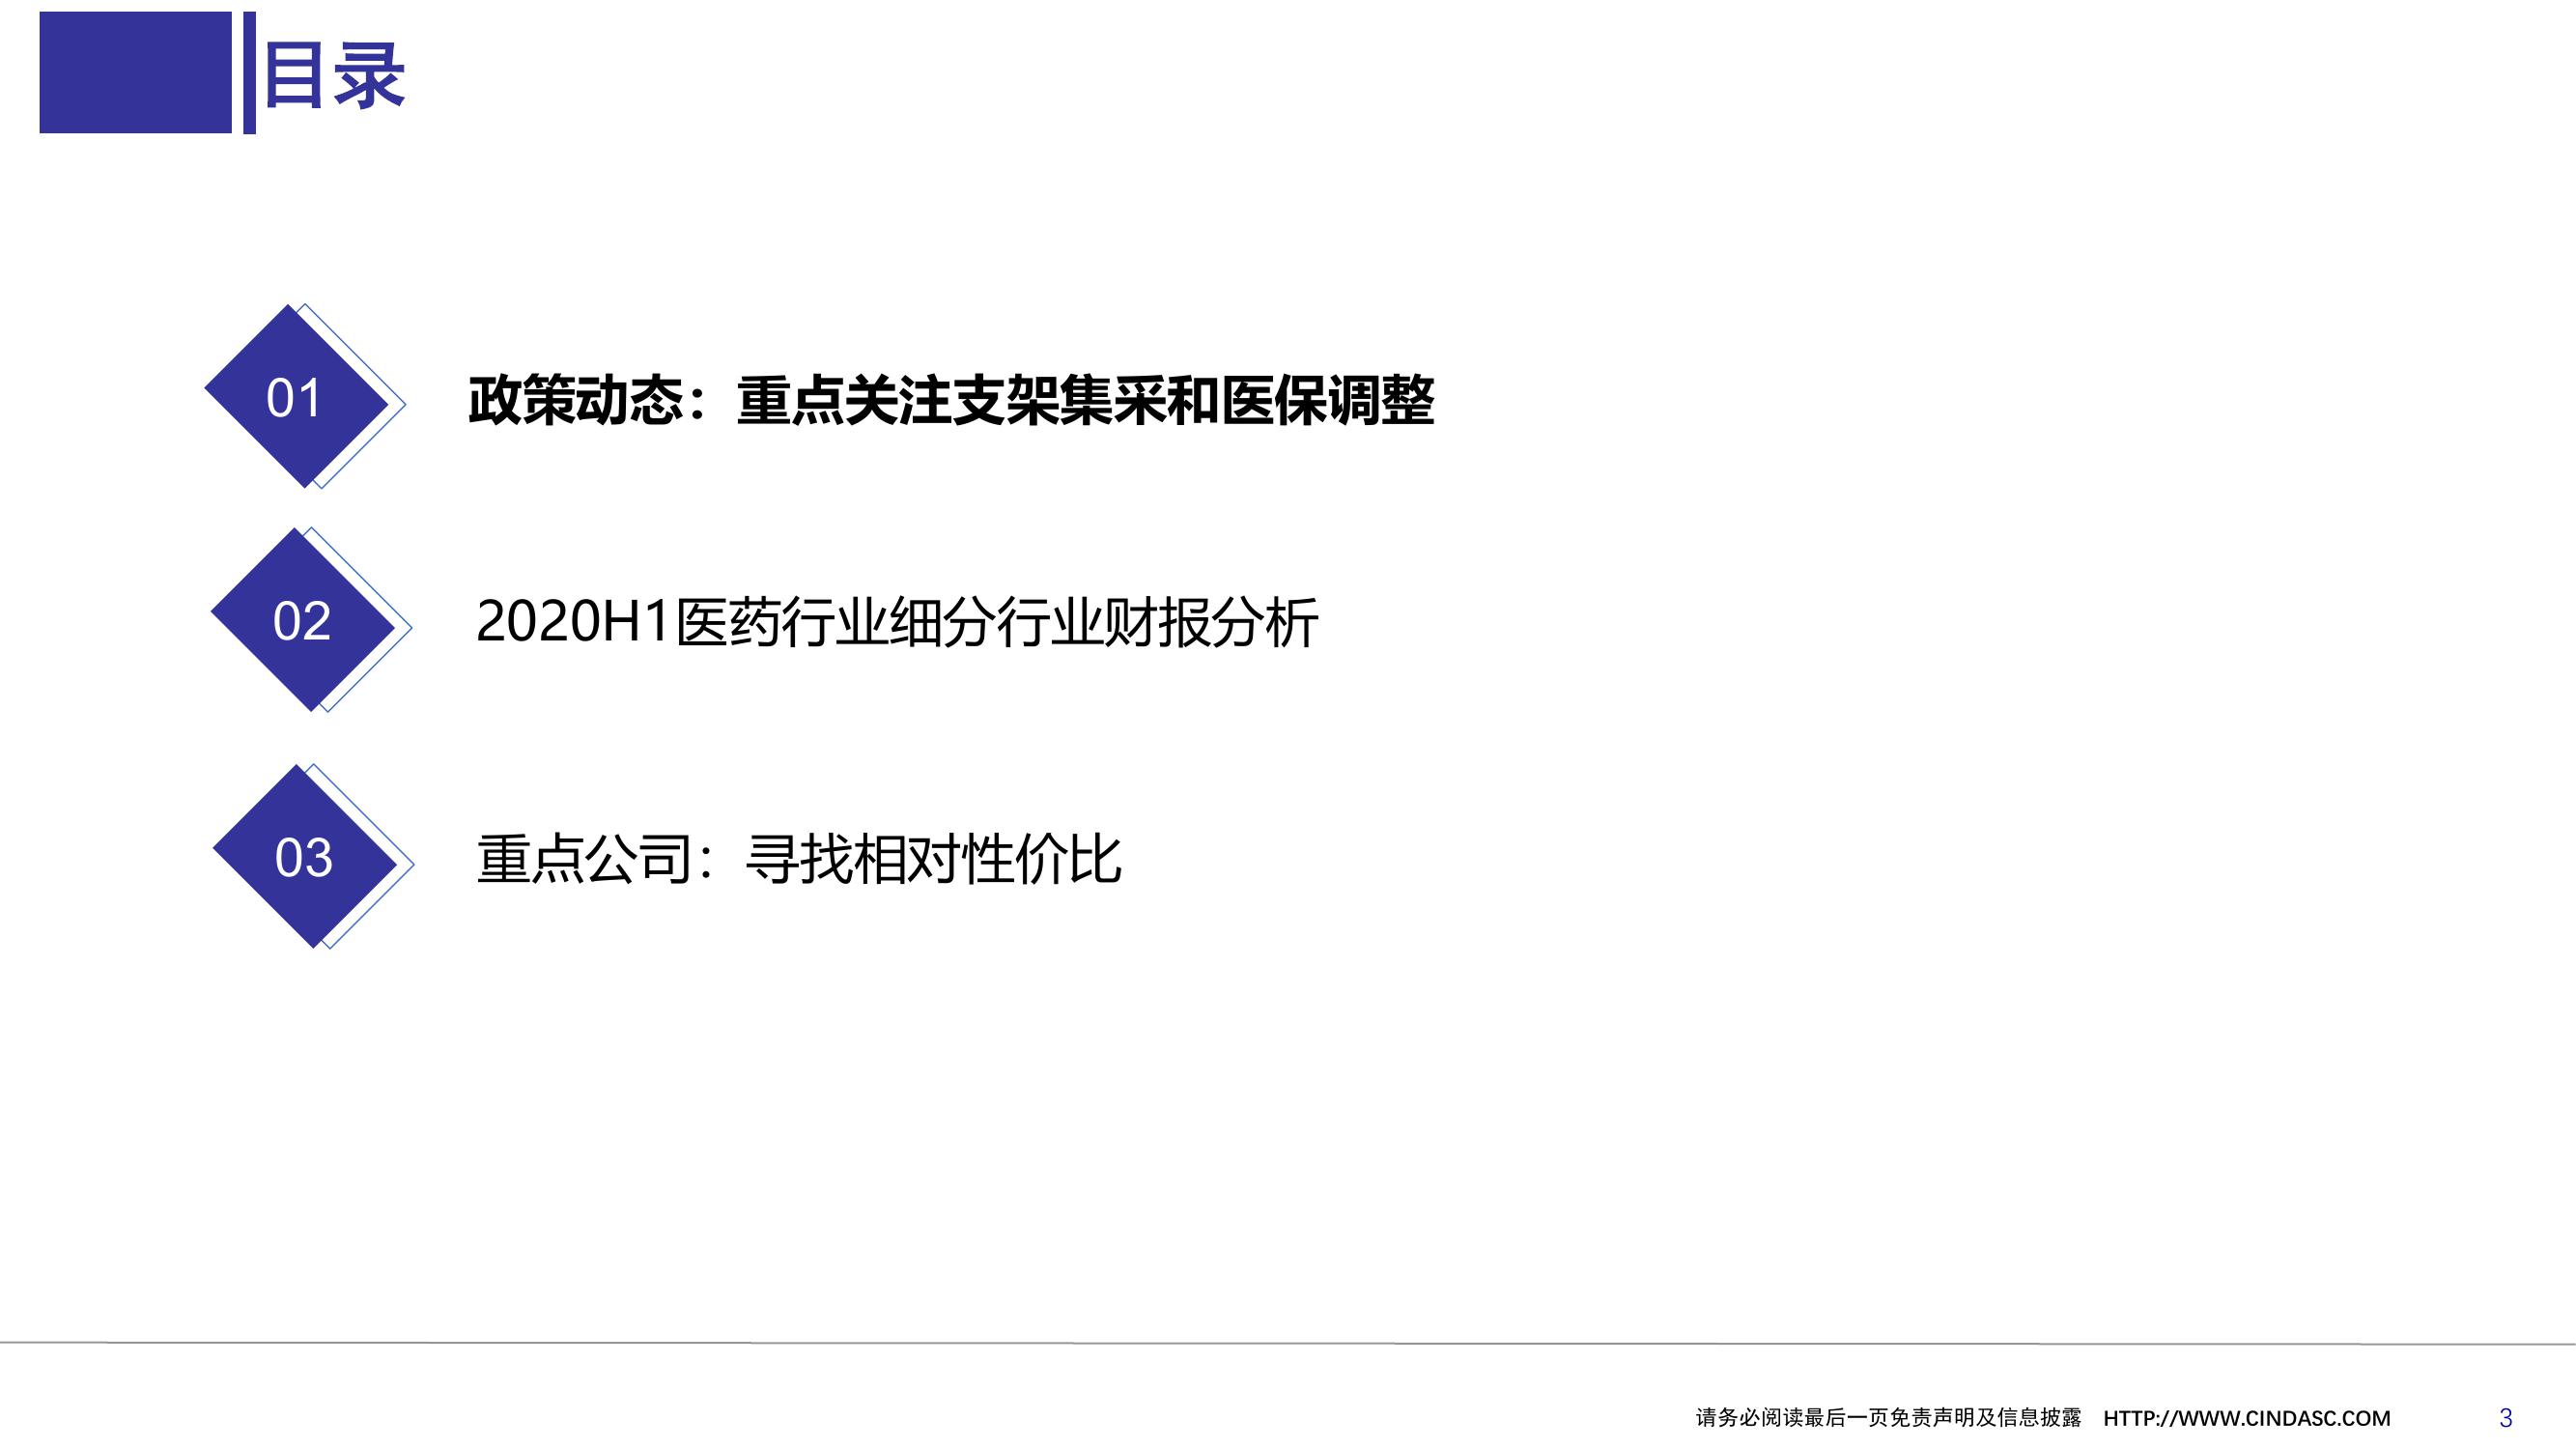 目录
01
政策动态：重点关注支架集采和医保调整
02
2020H1医药行业细分行业财报分析
03
重点公司：寻找相对性价比
请务必阅读最后一页免责声明及信息披露 HTTP://WWW.CINDASC.COM 3